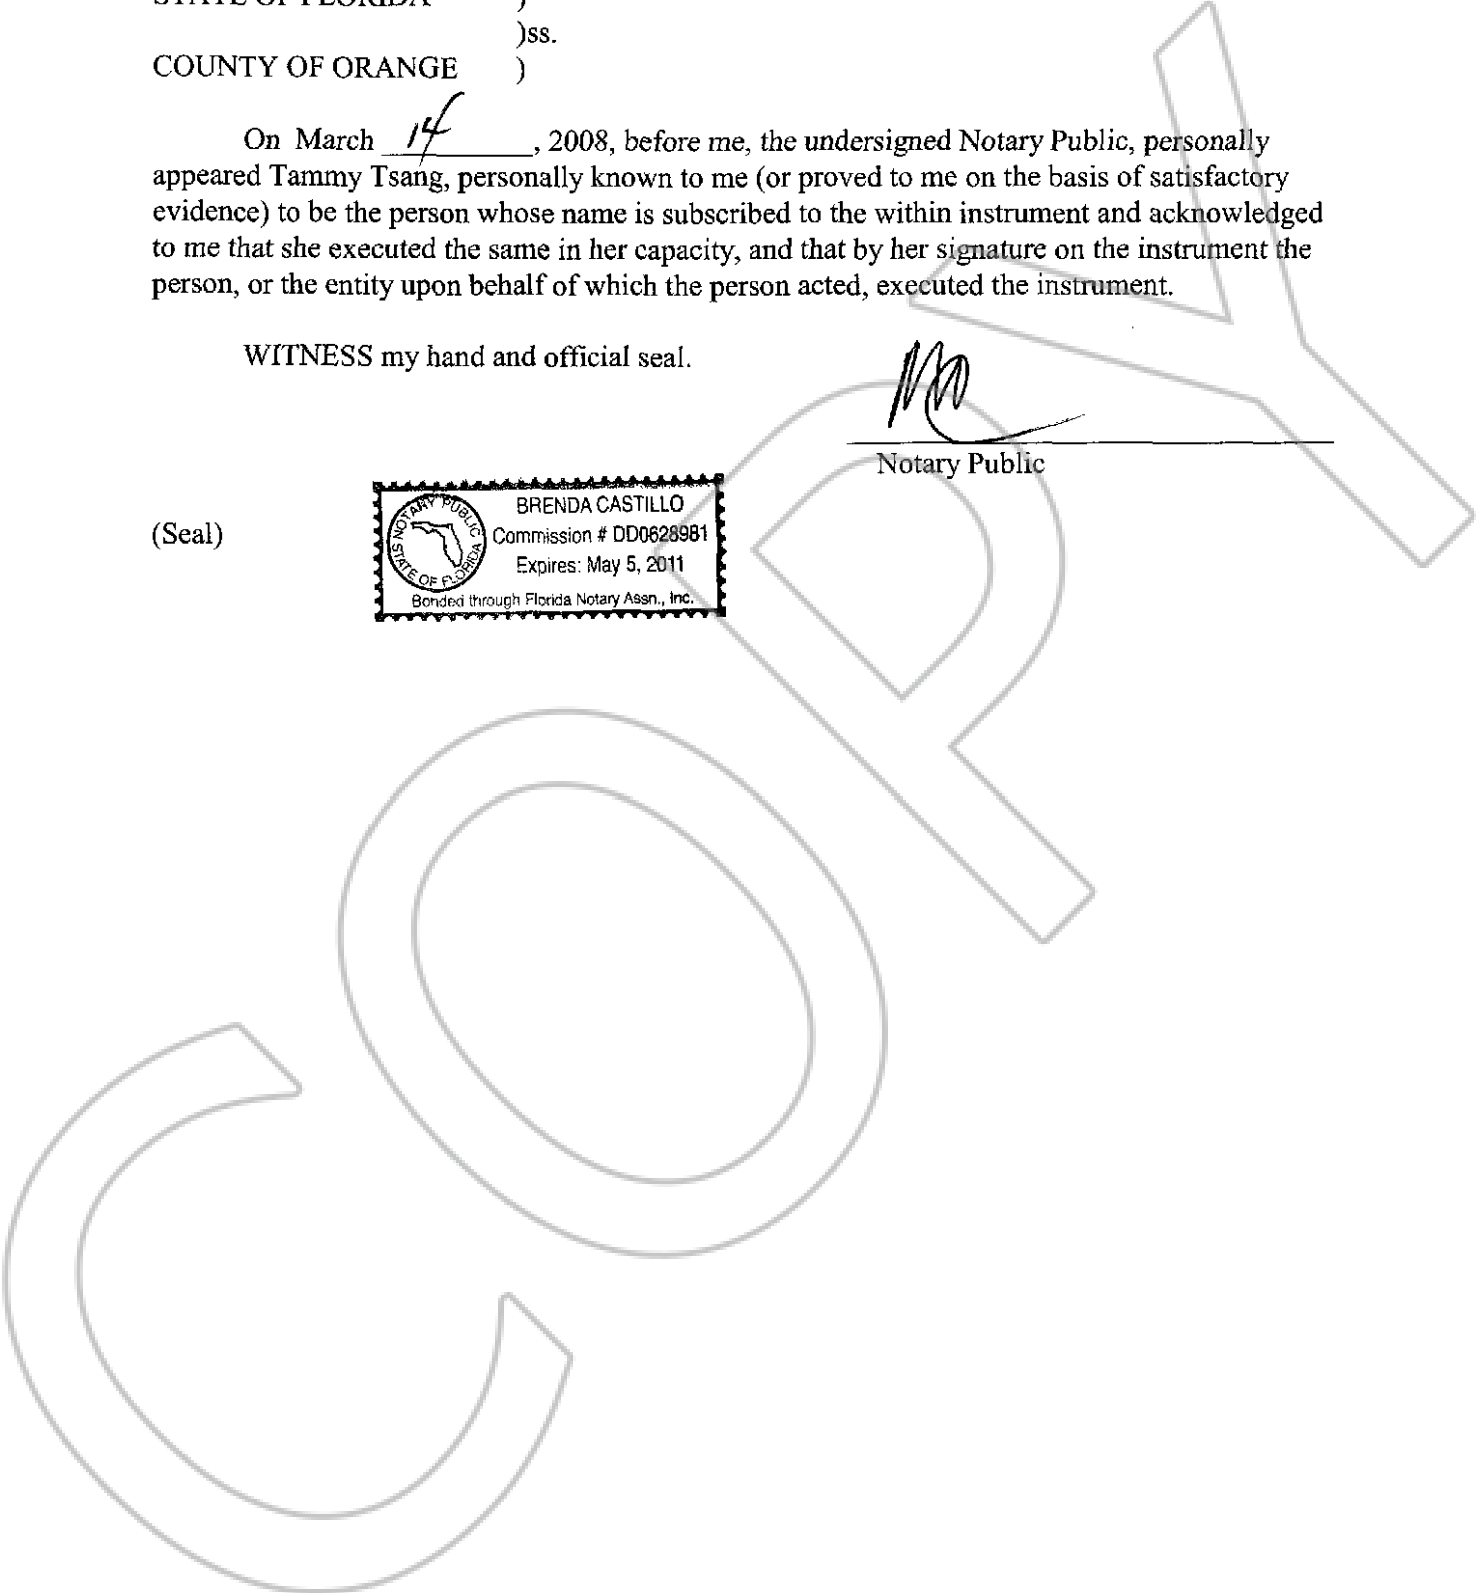 STATE OF FLORIDA )
)ss.
COUNTY OF ORANGE )
On March 14, 2008, before me, the undersigned Notary Public, personally
appeared Tammy Tsang, personally known to me (or proved to me on the basis of satisfactory
evidence) to be the person whose name is subscribed to the within instrument and acknowledged
to me that she executed the same in her capacity, and that by her signature on the instrument the
person, or the entity upon behalf of which the person acted, executed the instrument.
WITNESS my hand and official seal.
Notary Public
(Seal)
NOTARY PUBLIC
STATE OF FLORIDA
BRENDA CASTILLO
Commission # DD0628981
Expires: May 5, 2011
Bonded through Florida Notary Assn., Inc.
COPY